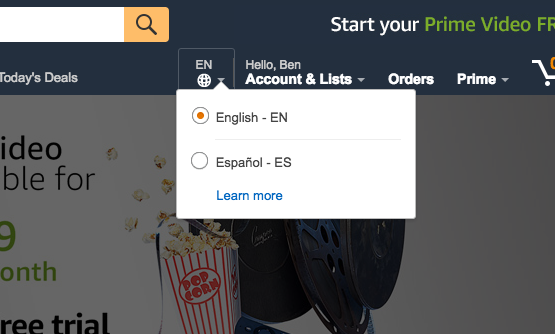 Start your Prime Video FR
EN
Hello, Ben
Today's Deals
Account & Lists
Orders
Prime
English - EN
Español - ES
Learn more
ideo
ble for
9
onth
ree trial
POP
CORN